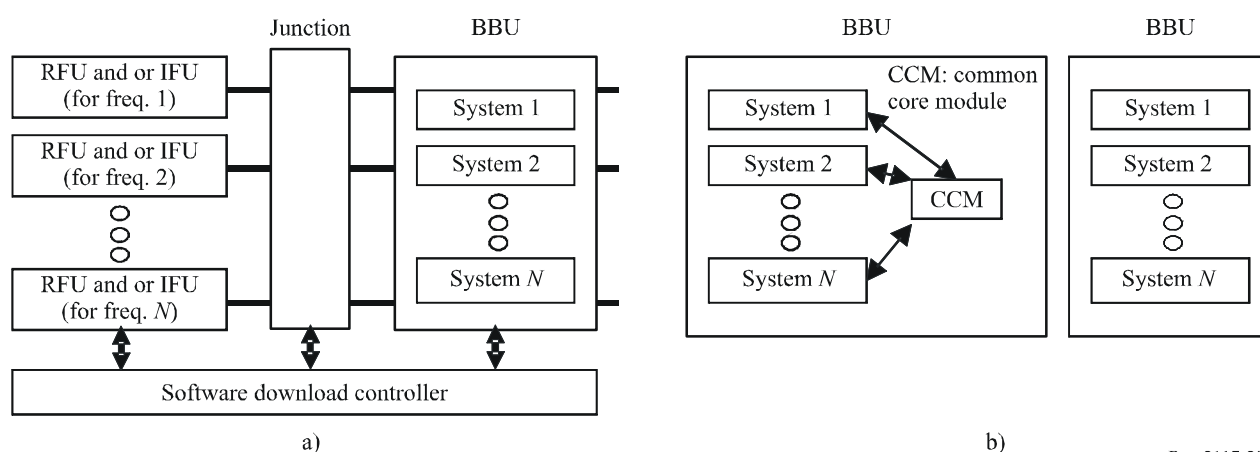 Junction
BBU
RFU and or IFU
(for freq. 1)
System 1
RFU and or IFU
(for freq. 2)
System 2
RFU and or IFU
(for freq. N)
System N
Software download controller
a)
BBU
CCM: common
core module
System 1
System 2
CCM
System N
b)
BBU
System 1
System 2
System N